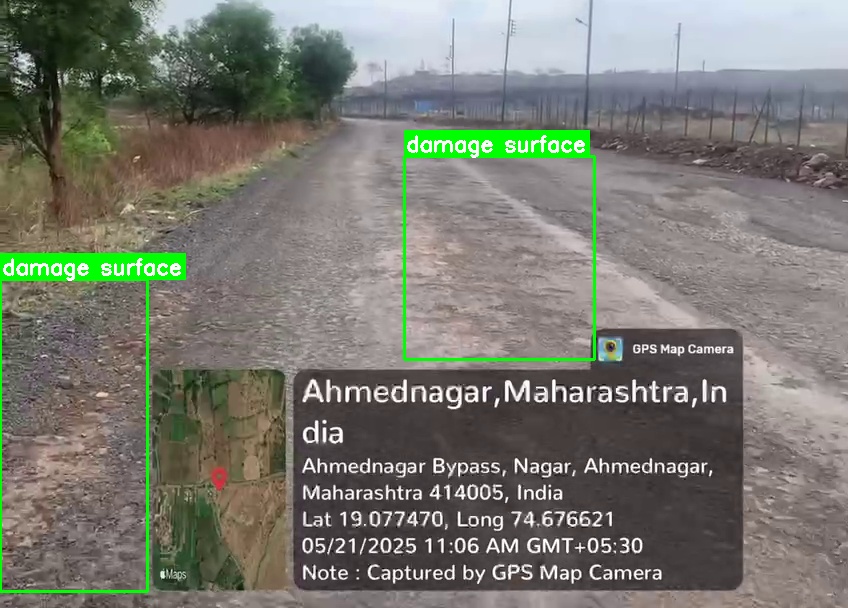 damage surface
damage surface
GPS Map Camera
Ahmednagar,Maharashtra,In
dia
Ahmednagar Bypass, Nagar, Ahmednagar,
Maharashtra 414005, India
Lat 19.077470, Long 74.676621
05/21/2025 11:06 AM GMT+05:30
Note : Captured by GPS Map Camera
Maps